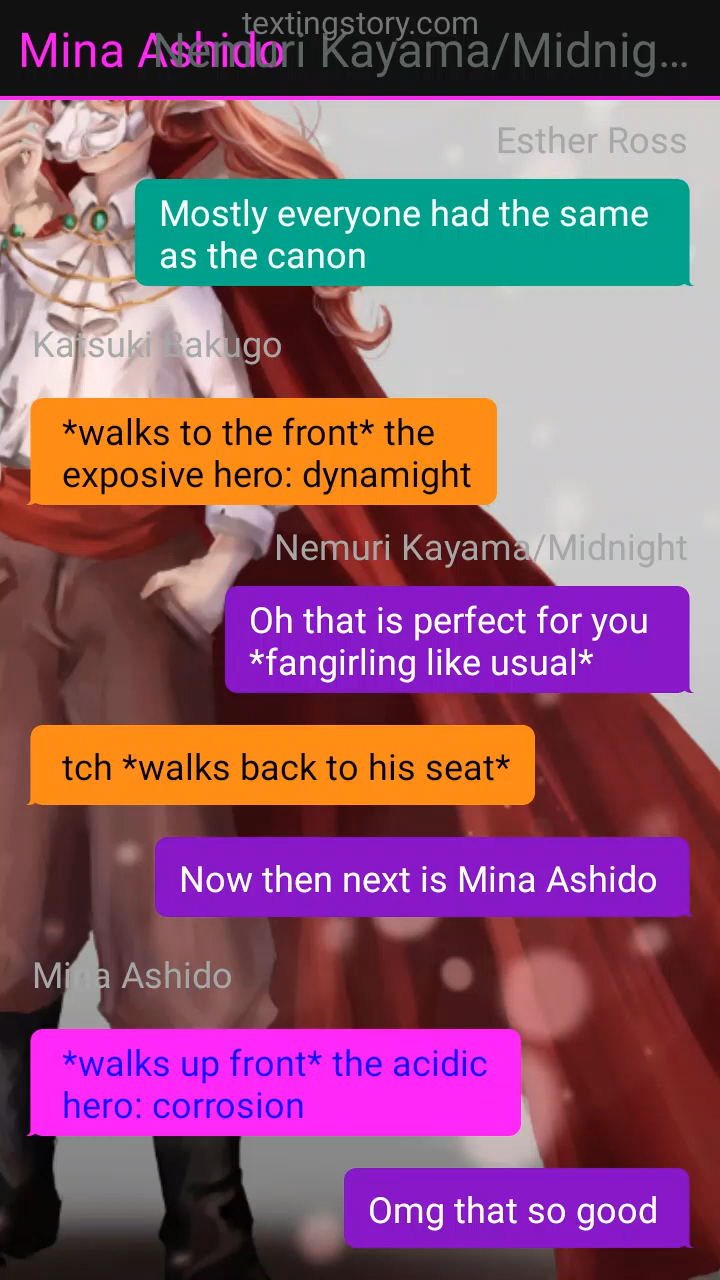 textingstory.com
Mina Ashido
Nemuri Kayama/Midnig...
Esther Ross
Mostly everyone had the same
as the canon
Katsuki Bakugo
*walks to the front* the
exposive hero: dynamight
Nemuri Kayama/Midnight
Oh that is perfect for you
*fangirling like usual*
tch *walks back to his seat*
Now then next is Mina Ashido
Mina Ashido
*walks up front* the acidic
hero: corrosion
Omg that so good